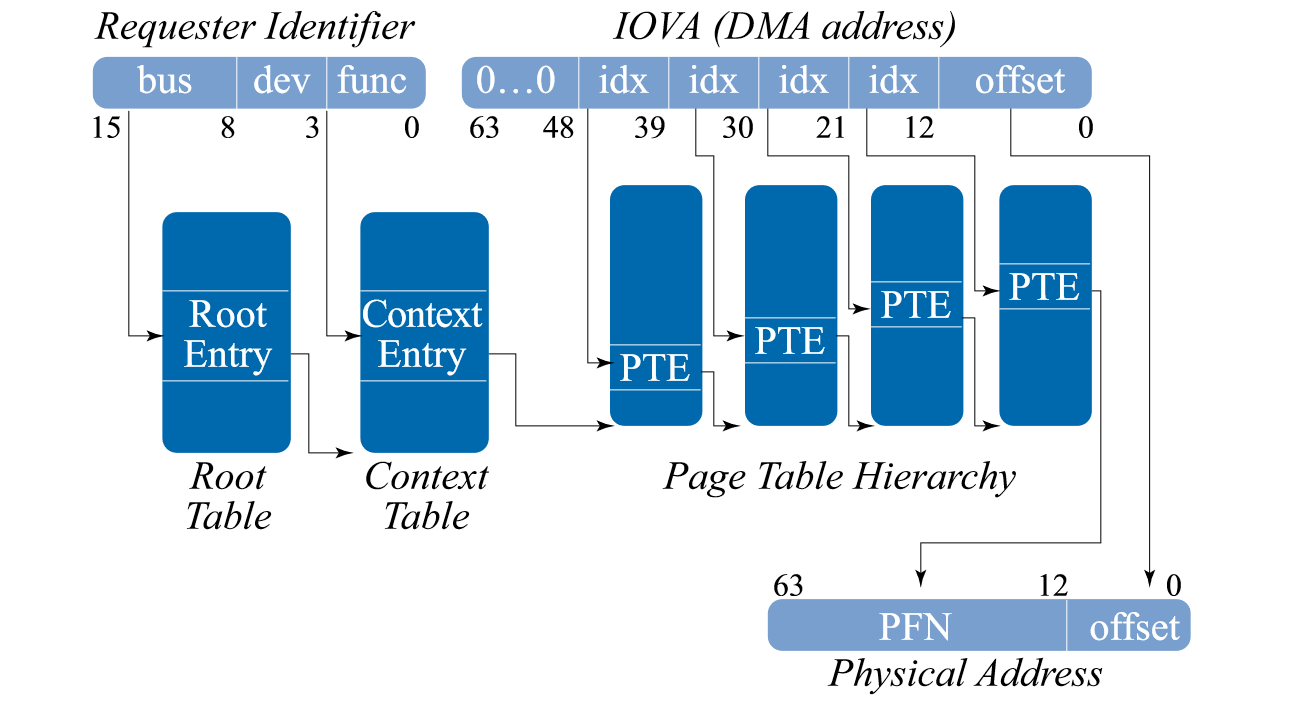 Requester Identifier
IOVA (DMA address)
bus dev func
0...0 idx idx idx idx offset
15 8 3 0
63 48 39 30 21 12 0
Root
Entry
Context
Entry
PTE
PTE
PTE
PTE
Root
Table
Context
Table
Page Table Hierarchy
63 12 0
PFN offset
Physical Address